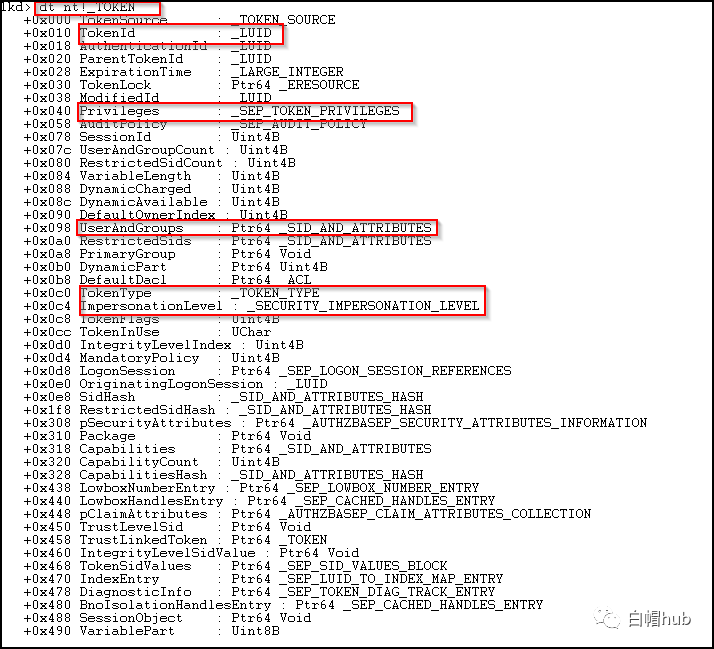 lkd> dt nt!_TOKEN
+0x000 TokenSource : _TOKEN_SOURCE
+0x010 TokenId : _LUID
+0x018 AuthenticationId : _LUID
+0x020 ParentTokenId : _LUID
+0x028 ExpirationTime : _LARGE_INTEGER
+0x030 TokenLock : Ptr64 _ERESOURCE
+0x038 ModifiedId : _LUID
+0x040 Privileges : _SEP_TOKEN_PRIVILEGES
+0x058 AuditPolicy : _SEP_AUDIT_POLICY
+0x078 SessionId : Uint4B
+0x07c UserAndGroupCount : Uint4B
+0x080 RestrictedSidCount : Uint4B
+0x084 VariableLength : Uint4B
+0x088 DynamicCharged : Uint4B
+0x08c DynamicAvailable : Uint4B
+0x090 DefaultOwnerIndex : Uint4B
+0x098 UserAndGroups : Ptr64 _SID_AND_ATTRIBUTES
+0x0a0 RestrictedSids : Ptr64 _SID_AND_ATTRIBUTES
+0x0a8 PrimaryGroup : Ptr64 Void
+0x0b0 DynamicPart : Ptr64 Uint4B
+0x0b8 DefaultDacl : Ptr64 _ACL
+0x0c0 TokenType : _TOKEN_TYPE
+0x0c4 ImpersonationLevel : _SECURITY_IMPERSONATION_LEVEL
+0x0c8 TokenFlags : Uint4B
+0x0cc TokenInUse : UChar
+0x0d0 IntegrityLevelIndex : Uint4B
+0x0d4 MandatoryPolicy : Uint4B
+0x0d8 LogonSession : Ptr64 _SEP_LOGON_SESSION_REFERENCES
+0x0e0 OriginatingLogonSession : _LUID
+0x0e8 SidHash : _SID_AND_ATTRIBUTES_HASH
+0x1f8 RestrictedSidHash : _SID_AND_ATTRIBUTES_HASH
+0x308 pSecurityAttributes : Ptr64 _AUTHZBASEP_SECURITY_ATTRIBUTES_INFORMATION
+0x310 Package : Ptr64 Void
+0x318 Capabilities : Ptr64 _SID_AND_ATTRIBUTES
+0x320 CapabilityCount : Uint4B
+0x328 CapabilitiesHash : _SID_AND_ATTRIBUTES_HASH
+0x438 LowboxNumberEntry : Ptr64 _SEP_LOWBOX_NUMBER_ENTRY
+0x440 LowboxHandlesEntry : Ptr64 _SEP_CACHED_HANDLES_ENTRY
+0x448 pClaimAttributes : Ptr64 _AUTHZBASEP_CLAIM_ATTRIBUTES_COLLECTION
+0x450 TrustLevelSid : Ptr64 Void
+0x458 TrustLinkedToken : Ptr64 _TOKEN
+0x460 IntegrityLevelSidValue : Ptr64 Void
+0x468 TokenSidValues : Ptr64 _SEP_SID_VALUES_BLOCK
+0x470 IndexEntry : Ptr64 _SEP_LUID_TO_INDEX_MAP_ENTRY
+0x478 DiagnosticInfo : Ptr64 _SEP_TOKEN_DIAG_TRACK_ENTRY
+0x480 BnoIsolationHandlesEntry : Ptr64 _SEP_CACHED_HANDLES_ENTRY
+0x488 SessionObject : Ptr64 Void
+0x490 VariablePart : Uint8B
白帽hub